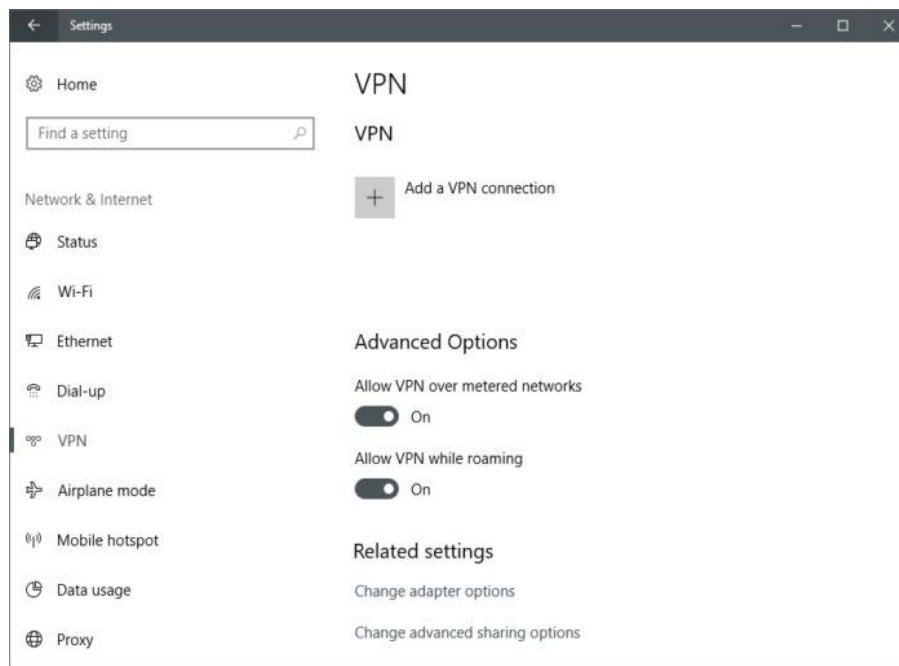 Settings
Home
Find a setting
Network & Internet
Status
Wi-Fi
Ethernet
Dial-up
VPN
Airplane mode
Mobile hotspot
Data usage
Proxy
VPN
VPN
Add a VPN connection
Advanced Options
Allow VPN over metered networks
On
Allow VPN while roaming
On
Related settings
Change adapter options
Change advanced sharing options